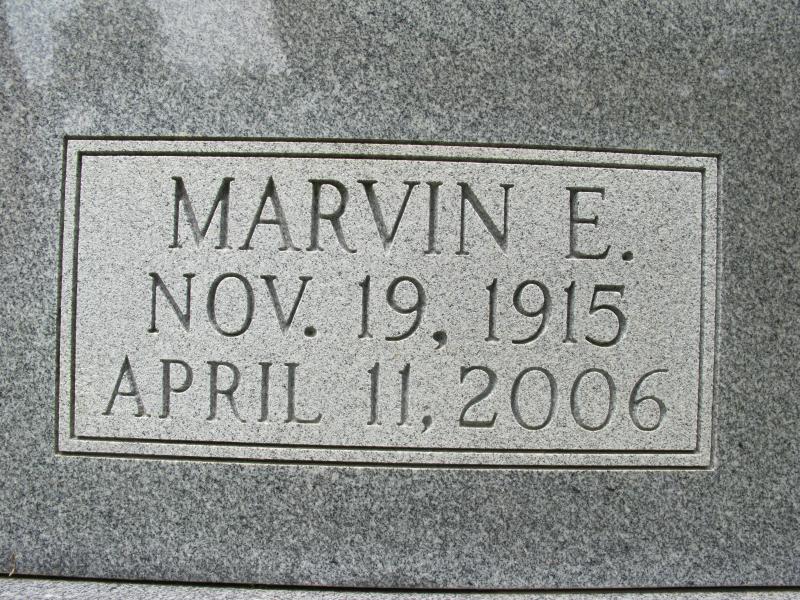 MARVIN E.
NOV. 19, 1915
APRIL 11, 2006